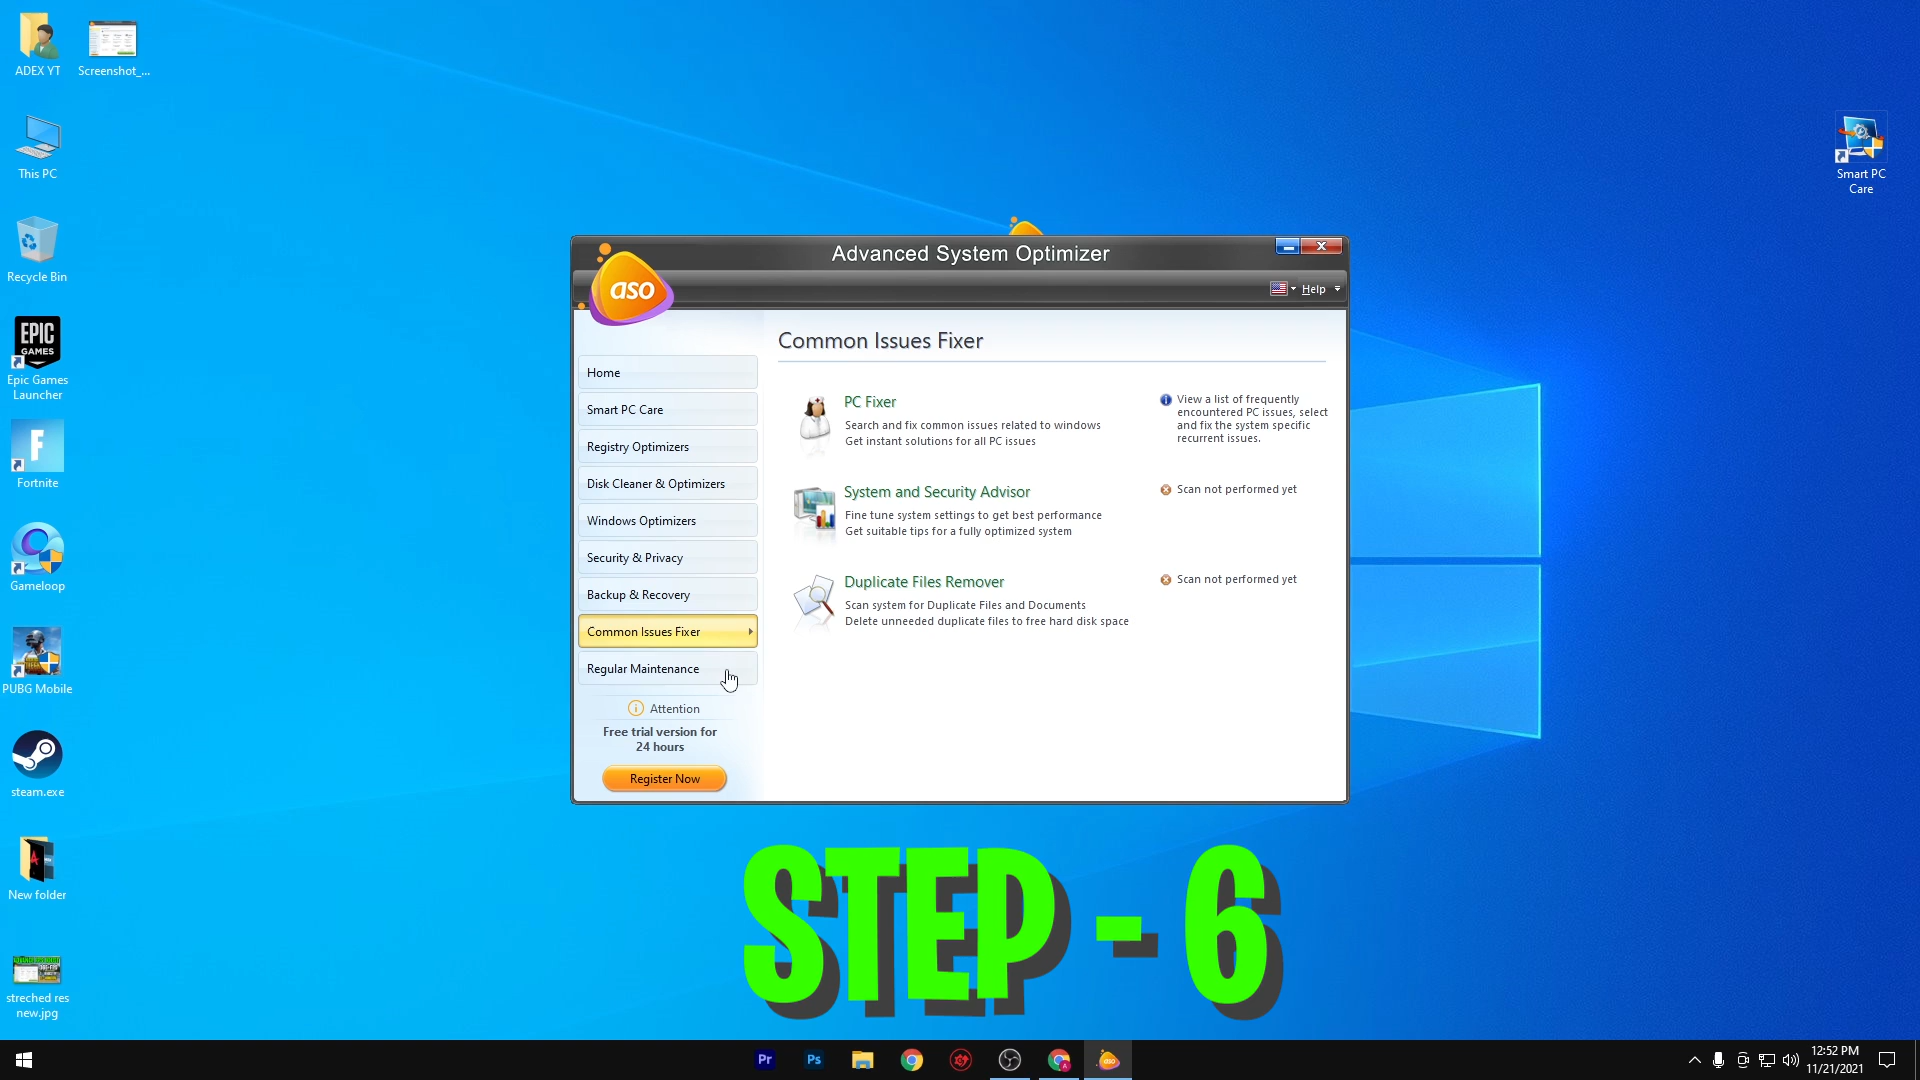 ADEX YT
Screenshot_...
This PC
Recycle Bin
EPIC
GAMES
Epic Games
Launcher
F
Fortnite
Gameloop
PUBG Mobile
steam.exe
New folder
streched res
new.jpg
Smart PC
Care
Advanced System Optimizer
aso
Help
Common Issues Fixer
Home
Smart PC Care
Registry Optimizers
Disk Cleaner & Optimizers
Windows Optimizers
Security & Privacy
Backup & Recovery
Common Issues Fixer
Regular Maintenance
Attention
Free trial version for
24 hours
Register Now
PC Fixer
Search and fix common issues related to windows
Get instant solutions for all PC issues
View a list of frequently
encountered PC issues, select
and fix the system specific
recurrent issues.
System and Security Advisor
Fine tune system settings to get best performance
Get suitable tips for a fully optimized system
Scan not performed yet
Duplicate Files Remover
Scan system for Duplicate Files and Documents
Delete unneeded duplicate files to free hard disk space
Scan not performed yet
STEP - 6
Pr
Ps
aso
12:52 PM
11/21/2021